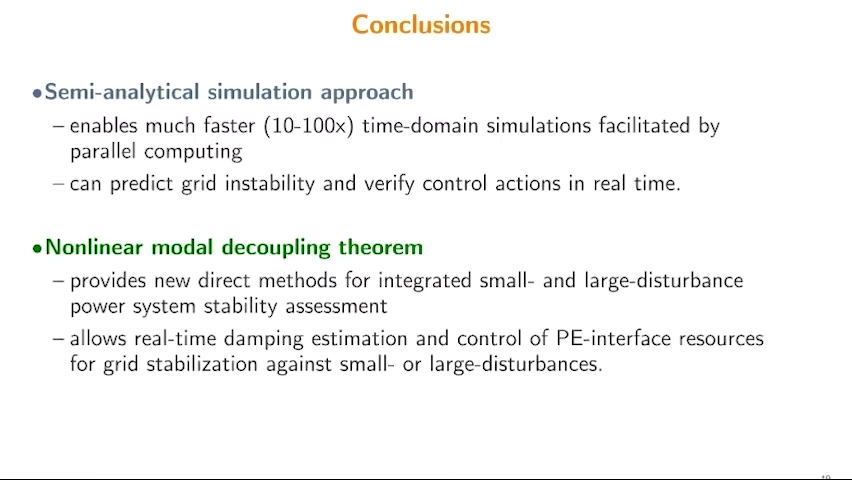 Conclusions
•Semi-analytical simulation approach
– enables much faster (10-100x) time-domain simulations facilitated by
parallel computing
– can predict grid instability and verify control actions in real time.
•Nonlinear modal decoupling theorem
– provides new direct methods for integrated small- and large-disturbance
power system stability assessment
– allows real-time damping estimation and control of PE-interface resources
for grid stabilization against small- or large-disturbances.